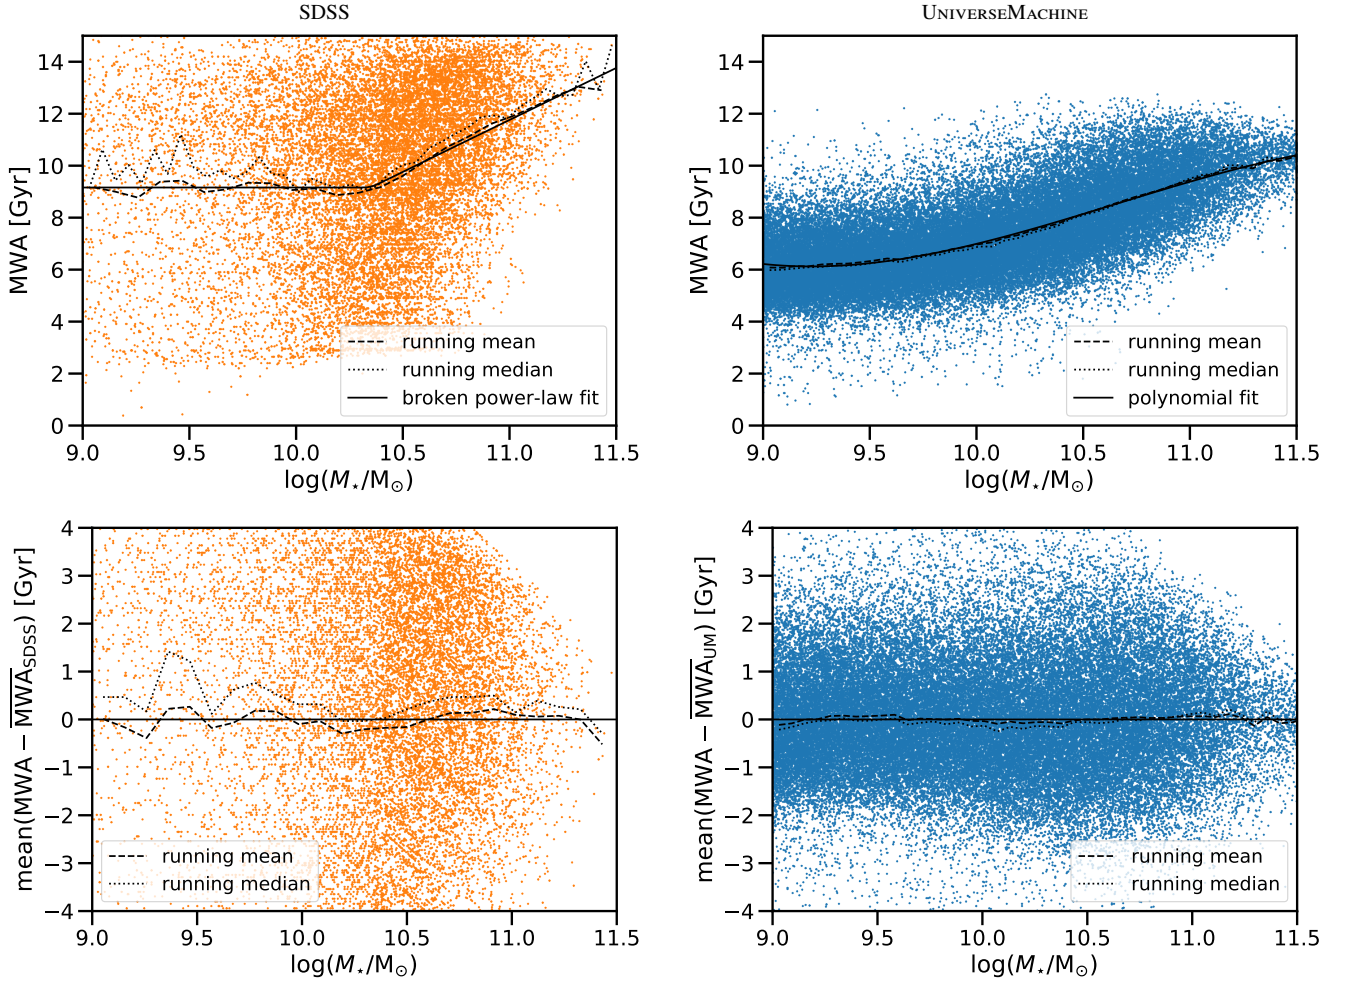 SDSS
UNIVERSEMACHINE
14
12
10
8
6
4
2
0
MWA [Gyr]
running mean
running median
broken power-law fit
9.0 9.5 10.0 10.5 11.0 11.5
log(M⋆/M⊙)
14
12
10
8
6
4
2
0
MWA [Gyr]
running mean
running median
polynomial fit
9.0 9.5 10.0 10.5 11.0 11.5
log(M⋆/M⊙)
4
3
2
1
0
−1
−2
−3
−4
mean(MWA − M̅W̅A̅SDSS) [Gyr]
running mean
running median
9.0 9.5 10.0 10.5 11.0 11.5
log(M⋆/M⊙)
4
3
2
1
0
−1
−2
−3
−4
mean(MWA − M̅W̅A̅UM) [Gyr]
running mean
running median
9.0 9.5 10.0 10.5 11.0 11.5
log(M⋆/M⊙)